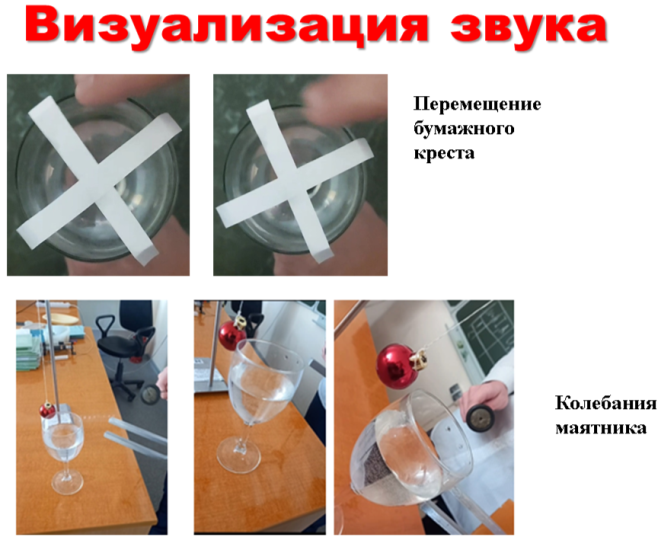 Визуализация звука
Перемещение
бумажного
креста
Колебания
маятника